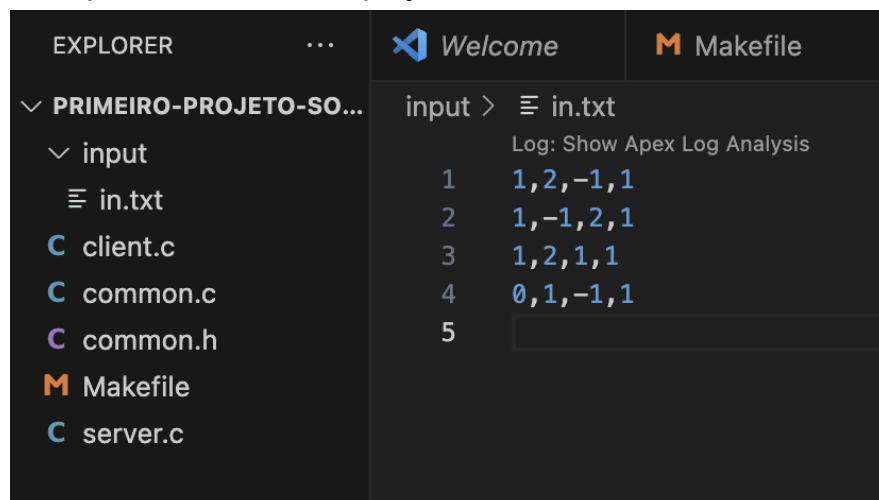 EXPLORER ...
Welcome
Makefile
PRIMEIRO-PROJETO-SO...
input
in.txt
client.c
common.c
common.h
Makefile
server.c
input > in.txt
Log: Show Apex Log Analysis
1 1,2,-1,1
2 1,-1,2,1
3 1,2,1,1
4 0,1,-1,1
5